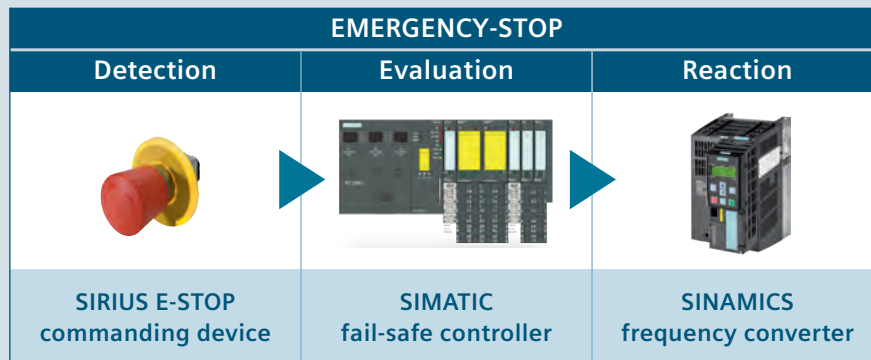 EMERGENCY-STOP
Detection
Evaluation
Reaction
SIRIUS E-STOP
commanding device
SIMATIC
fail-safe controller
SINAMICS
frequency converter